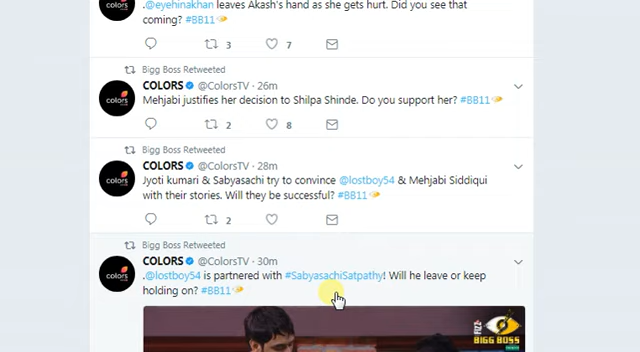 .@eyehinakhan leaves Akash's hand as she gets hurt. Did you see that
coming? #BB11
3 7
Bigg Boss Retweeted
COLORS @ColorsTV · 26m
Mehjabi justifies her decision to Shilpa Shinde. Do you support her? #BB11
colors
2 8
Bigg Boss Retweeted
COLORS @ColorsTV · 28m
Jyoti kumari & Sabyasachi try to convince @lostboy54 & Mehjabi Siddiqui
colors
with their stories. Will they be successful? #BB11
2
Bigg Boss Retweeted
COLORS @ColorsTV · 30m
.@lostboy54 is partnered with #SabyasachiSatpathy! Will he leave or keep
colors
holding on? #BB11
BIGG BOSS